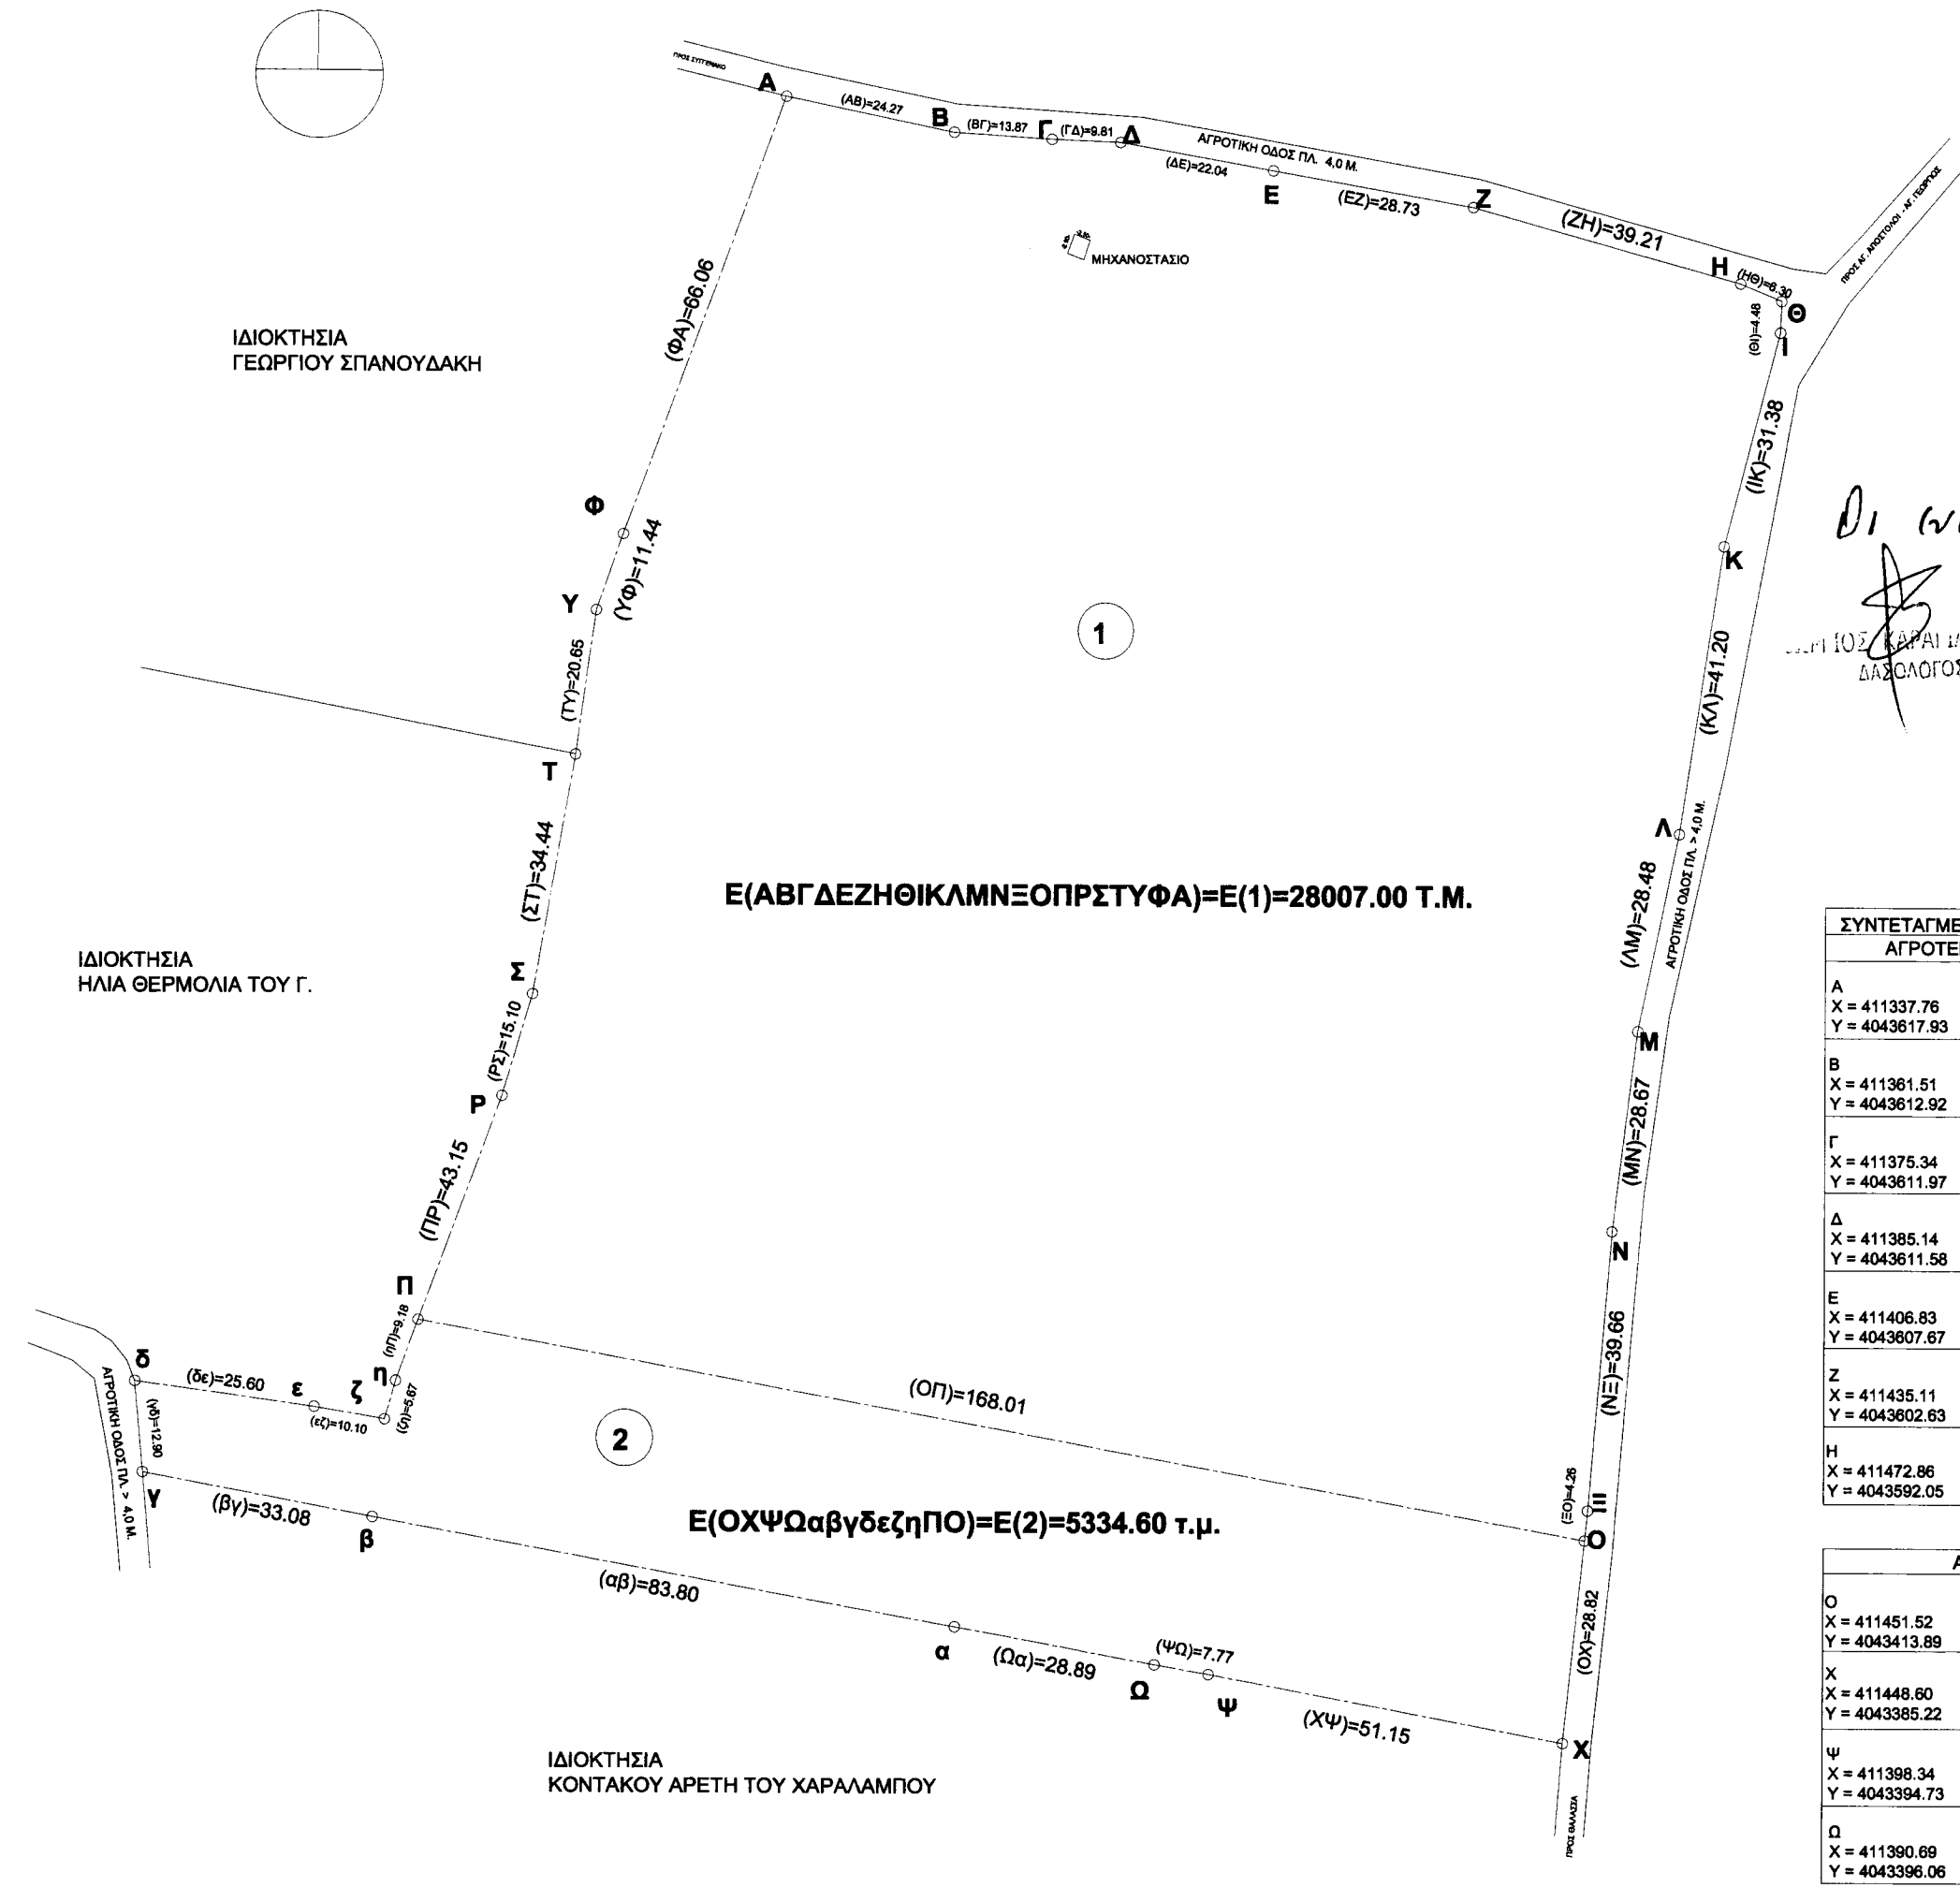 ΠΡΟΣ ΣΥΓΓΕΝΑΚΟ
Α
(ΑΒ)=24.27
Β
(ΒΓ)=13.87
Γ
(ΓΔ)=9.81
Δ
ΑΓΡΟΤΙΚΗ ΟΔΟΣ ΠΛ. 4,0 Μ.
(ΔΕ)=22.04
Ε
(ΕΖ)=28.73
Ζ
(ΖΗ)=39.21
Η
(ΗΘ)=6.30
Θ
(ΘΙ)=4.48
Ι
ΠΡΟΣ ΑΓ. ΑΠΟΣΤΟΛΟΙ - ΑΓ. ΓΕΩΡΓΙΟΣ
ΜΗΧΑΝΟΣΤΑΣΙΟ
(ΦΑ)=66.06
ΙΔΙΟΚΤΗΣΙΑ
ΓΕΩΡΓΙΟΥ ΣΠΑΝΟΥΔΑΚΗ
(ΙΚ)=31.38
Φ
(ΥΦ)=11.44
Κ
Υ
1
(ΤΥ)=20.65
(ΚΛ)=41.20
ΔΑΣΟΛΟΓΟΣ
Τ
Λ
ΑΓΡΟΤΙΚΗ ΟΔΟΣ ΠΛ. > 4,0 Μ.
(ΣΤ)=34.44
Ε(ΑΒΓΔΕΖΗΘΙΚΛΜΝΞΟΠΡΣΤΥΦΑ)=Ε(1)=28007.00 Τ.Μ.
(ΛΜ)=28.48
ΙΔΙΟΚΤΗΣΙΑ
ΗΛΙΑ ΘΕΡΜΟΛΙΑ ΤΟΥ Γ.
Σ
(ΡΣ)=15.10
Μ
Ρ
(ΜΝ)=28.67
(ΠΡ)=43.15
Ν
Π
(ηΠ)=9.18
(ΝΞ)=39.66
δ
(δε)=25.60
ε
ζ
η
(εζ)=10.10
(ζη)=5.67
(γδ)=12.90
ΑΓΡΟΤΙΚΗ ΟΔΟΣ ΠΛ. > 4,0 Μ.
(ΟΠ)=168.01
2
γ
(βγ)=33.08
β
Ε(ΟΧΨΩαβγδεζηΠΟ)=Ε(2)=5334.60 τ.μ.
(ΞΟ)=4.26
Ξ
Ο
(αβ)=83.80
(ΟΧ)=28.82
α
(Ωα)=28.89
(ΨΩ)=7.77
Ω
Ψ
(ΧΨ)=51.15
Χ
ΙΔΙΟΚΤΗΣΙΑ
ΚΟΝΤΑΚΟΥ ΑΡΕΤΗ ΤΟΥ ΧΑΡΑΛΑΜΠΟΥ
ΠΡΟΣ ΘΑΛΑΣΣΑ
ΣΥΝΤΕΤΑΓΜΕ
ΑΓΡΟΤΕ
Α
Χ = 411337.76
Υ = 4043617.93
Β
Χ = 411361.51
Υ = 4043612.92
Γ
Χ = 411375.34
Υ = 4043611.97
Δ
Χ = 411385.14
Υ = 4043611.58
Ε
Χ = 411406.83
Υ = 4043607.67
Ζ
Χ = 411435.11
Υ = 4043602.63
Η
Χ = 411472.86
Υ = 4043592.05
Α
Ο
Χ = 411451.52
Υ = 4043413.89
Χ
Χ = 411448.60
Υ = 4043385.22
Ψ
Χ = 411398.34
Υ = 4043394.73
Ω
Χ = 411390.69
Υ = 4043396.06